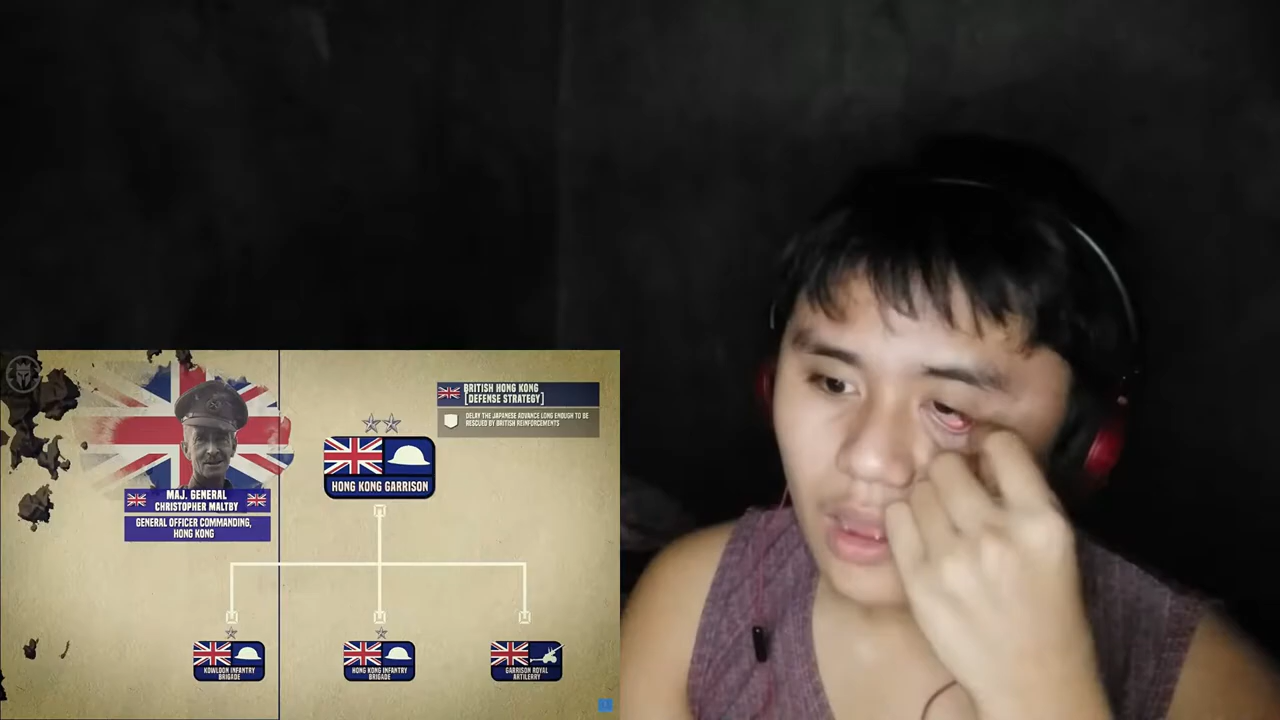 BRITISH HONG KONG
[DEFENSE STRATEGY]
DELAY THE JAPANESE ADVANCE LONG ENOUGH TO BE
RESCUED BY BRITISH REINFORCEMENTS
HONG KONG GARRISON
MAJ. GENERAL
CHRISTOPHER MALTBY
GENERAL OFFICER COMMANDING,
HONG KONG
KOWLOON INFANTRY
BRIGADE
HONG KONG INFANTRY
BRIGADE
GARRISON ROYAL
ARTILERRY